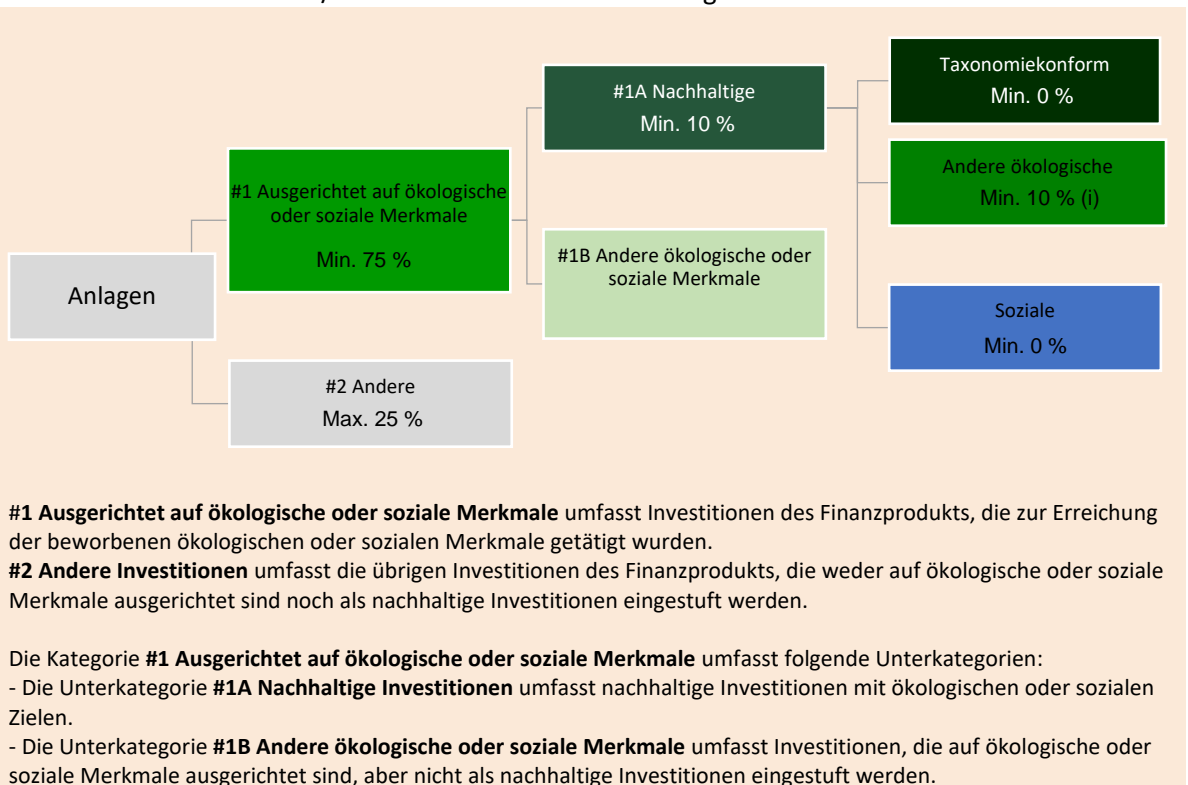 Taxonomiekonform
Min. 0 %
#1A Nachhaltige
Min. 10 %
Andere ökologische
Min. 10 % (i)
#1 Ausgerichtet auf ökologische
oder soziale Merkmale
Min. 75 %
#1B Andere ökologische oder
soziale Merkmale
Anlagen
Soziale
Min. 0 %
#2 Andere
Max. 25 %
#1 Ausgerichtet auf ökologische oder soziale Merkmale umfasst Investitionen des Finanzprodukts, die zur Erreichung
der beworbenen ökologischen oder sozialen Merkmale getätigt wurden.
#2 Andere Investitionen umfasst die übrigen Investitionen des Finanzprodukts, die weder auf ökologische oder soziale
Merkmale ausgerichtet sind noch als nachhaltige Investitionen eingestuft werden.
Die Kategorie #1 Ausgerichtet auf ökologische oder soziale Merkmale umfasst folgende Unterkategorien:
- Die Unterkategorie #1A Nachhaltige Investitionen umfasst nachhaltige Investitionen mit ökologischen oder sozialen
Zielen.
- Die Unterkategorie #1B Andere ökologische oder soziale Merkmale umfasst Investitionen, die auf ökologische oder
soziale Merkmale ausgerichtet sind, aber nicht als nachhaltige Investitionen eingestuft werden.